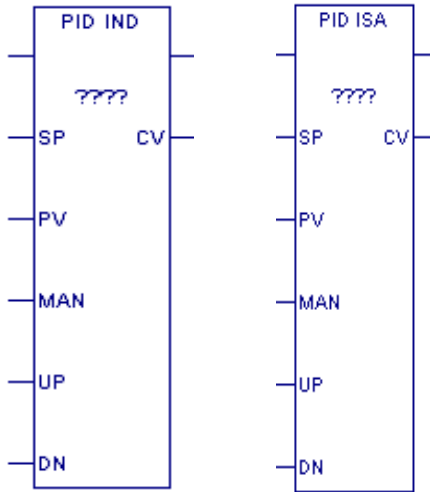 PID IND
????
SP CV
PV
MAN
UP
DN
PID ISA
????
SP CV
PV
MAN
UP
DN